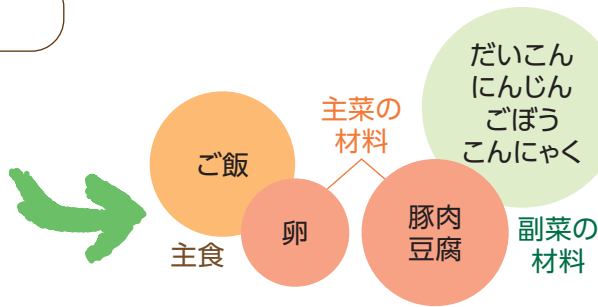 ご飯
主食
主菜の
材料
卵
豚肉
豆腐
だいこん
にんじん
ごぼう
こんにゃく
副菜の
材料